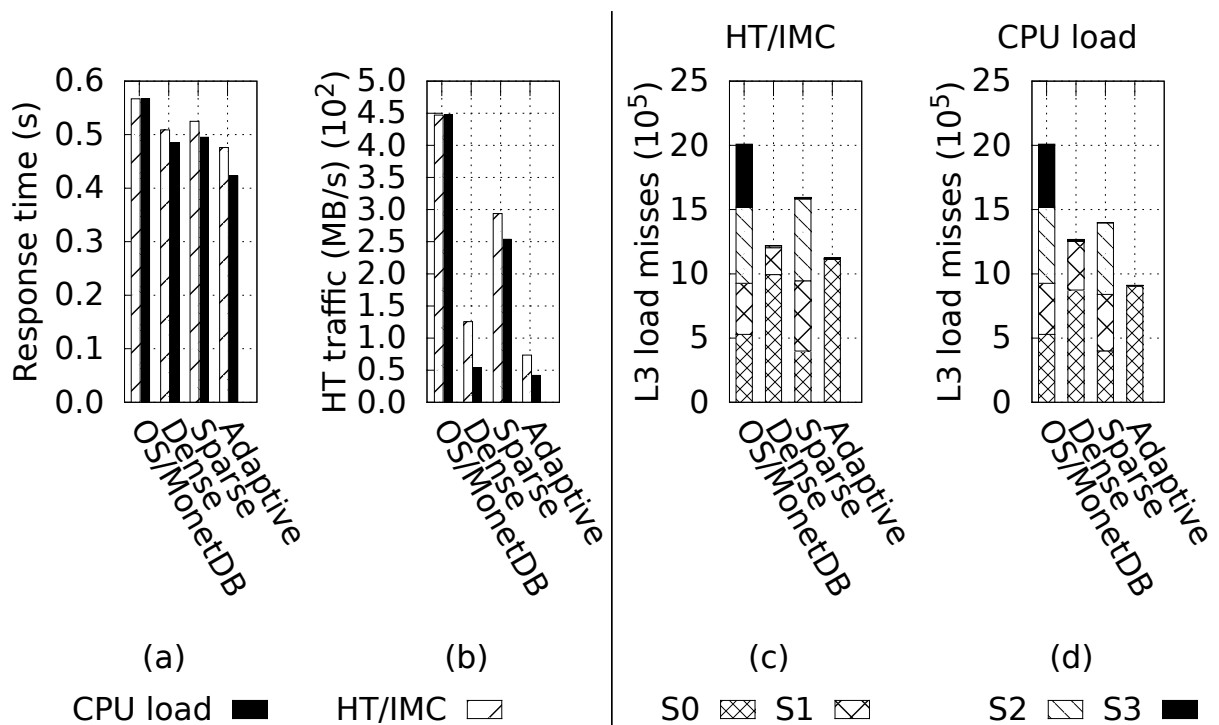 HT/IMC
CPU load
Response time (s)
0.6
0.5
0.4
0.3
0.2
0.1
0.0
OS/MonetDB
Dense
Sparse
Adaptive
(a)
HT traffic (MB/s) (10²)
5.0
4.5
4.0
3.5
3.0
2.5
2.0
1.5
1.0
0.5
0.0
OS/MonetDB
Dense
Sparse
Adaptive
(b)
L3 load misses (10⁵)
25
20
15
10
5
0
OS/MonetDB
Dense
Sparse
Adaptive
(c)
L3 load misses (10⁵)
25
20
15
10
5
0
OS/MonetDB
Dense
Sparse
Adaptive
(d)
CPU load HT/IMC
S0 S1 S2 S3